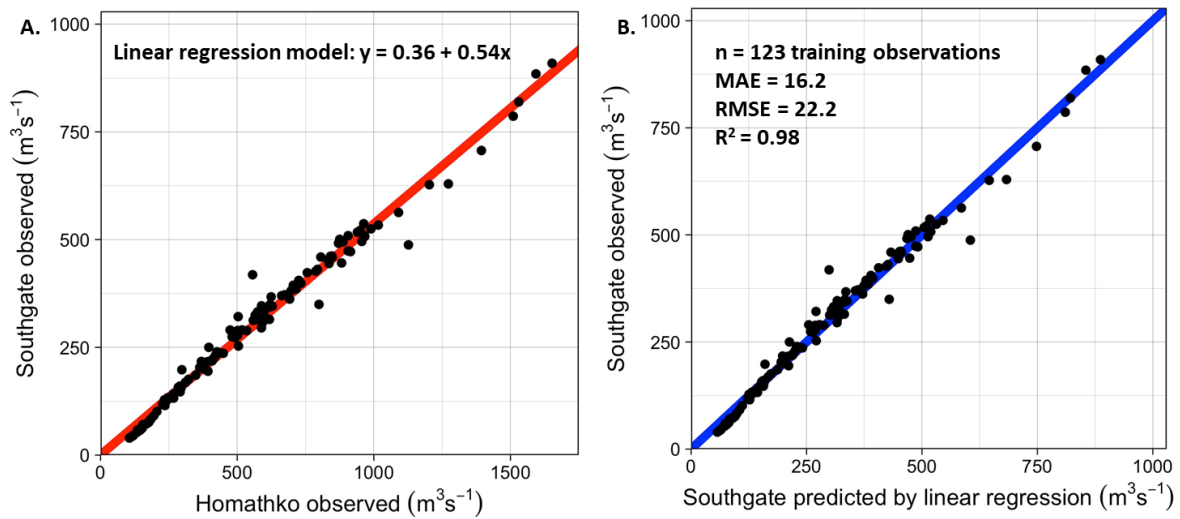 A.
Linear regression model: y = 0.36 + 0.54x
1000
750
500
250
0
Southgate observed (m³s⁻¹)
0 500 1000 1500
Homathko observed (m³s⁻¹)
B.
n = 123 training observations
MAE = 16.2
RMSE = 22.2
R² = 0.98
1000
750
500
250
0
Southgate observed (m³s⁻¹)
0 250 500 750 1000
Southgate predicted by linear regression (m³s⁻¹)